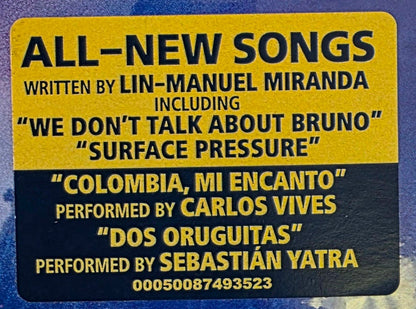 ALL-NEW SONGS
WRITTEN BY LIN-MANUEL MIRANDA
INCLUDING
"WE DON'T TALK ABOUT BRUNO"
"SURFACE PRESSURE"
"COLOMBIA, MI ENCANTO"
PERFORMED BY CARLOS VIVES
"DOS ORUGUITAS"
PERFORMED BY SEBASTIÁN YATRA
00050087493523